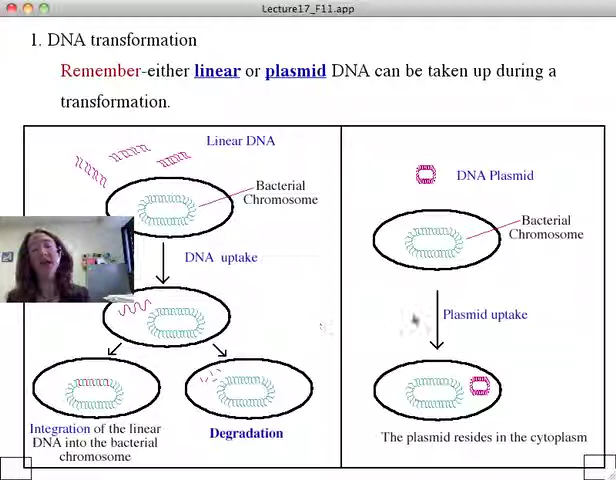 Lecture17_F11.app
1. DNA transformation
Remember-either linear or plasmid DNA can be taken up during a
transformation.
Linear DNA
Bacterial
Chromosome
DNA uptake
Integration of the linear
DNA into the bacterial
chromosome
Degradation
DNA Plasmid
Bacterial
Chromosome
Plasmid uptake
The plasmid resides in the cytoplasm